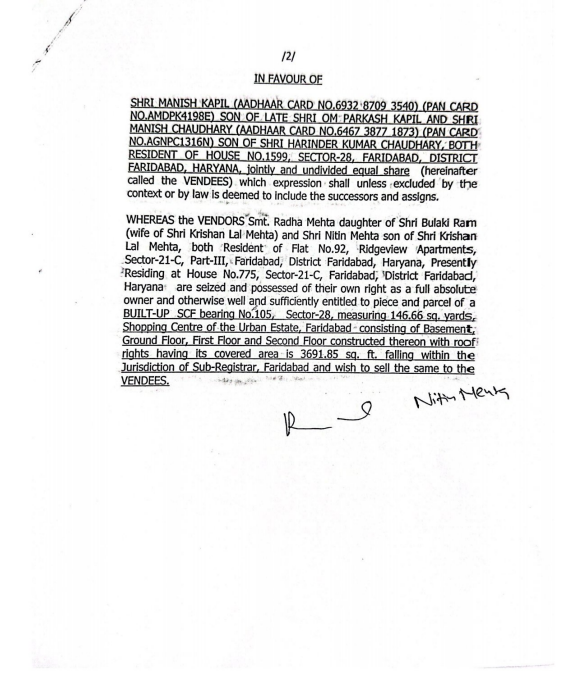 /2/
IN FAVOUR OF
SHRI MANISH KAPIL (AADHAAR CARD NO.6932 8709 3540) (PAN CARD
NO.AMDPK4198E) SON OF LATE SHRI OM PARKASH KAPIL AND SHRI
MANISH CHAUDHARY (AADHAAR CARD NO.6467 3877 1873) (PAN CARD
NO.AGNPC1316N) SON OF SHRI HARINDER KUMAR CHAUDHARY, BOTH
RESIDENT OF HOUSE NO.1599, SECTOR-28, FARIDABAD, DISTRICT
FARIDABAD, HARYANA, jointly and undivided equal share (hereinafter
called the VENDEES) which expression shall unless excluded by the
context or by law is deemed to include the successors and assigns.
WHEREAS the VENDORS Smt. Radha Mehta daughter of Shri Bulaki Ram
(wife of Shri Krishan Lal Mehta) and Shri Nitin Mehta son of Shri Krishan
Lal Mehta, both Resident of Flat No.92, Ridgeview Apartments,
Sector-21-C, Part-III, Faridabad, District Faridabad, Haryana, Presently
Residing at House No.775, Sector-21-C, Faridabad, District Faridabad,
Haryana are seized and possessed of their own right as a full absolute
owner and otherwise well and sufficiently entitled to piece and parcel of a
BUILT-UP SCF bearing No.105, Sector-28, measuring 146.66 sq. yards,
Shopping Centre of the Urban Estate, Faridabad consisting of Basement,
Ground Floor, First Floor and Second Floor constructed thereon with roof
rights having its covered area is 3691.85 sq. ft. falling within the
Jurisdiction of Sub-Registrar, Faridabad and wish to sell the same to the
VENDEES.
Nitin Mehta